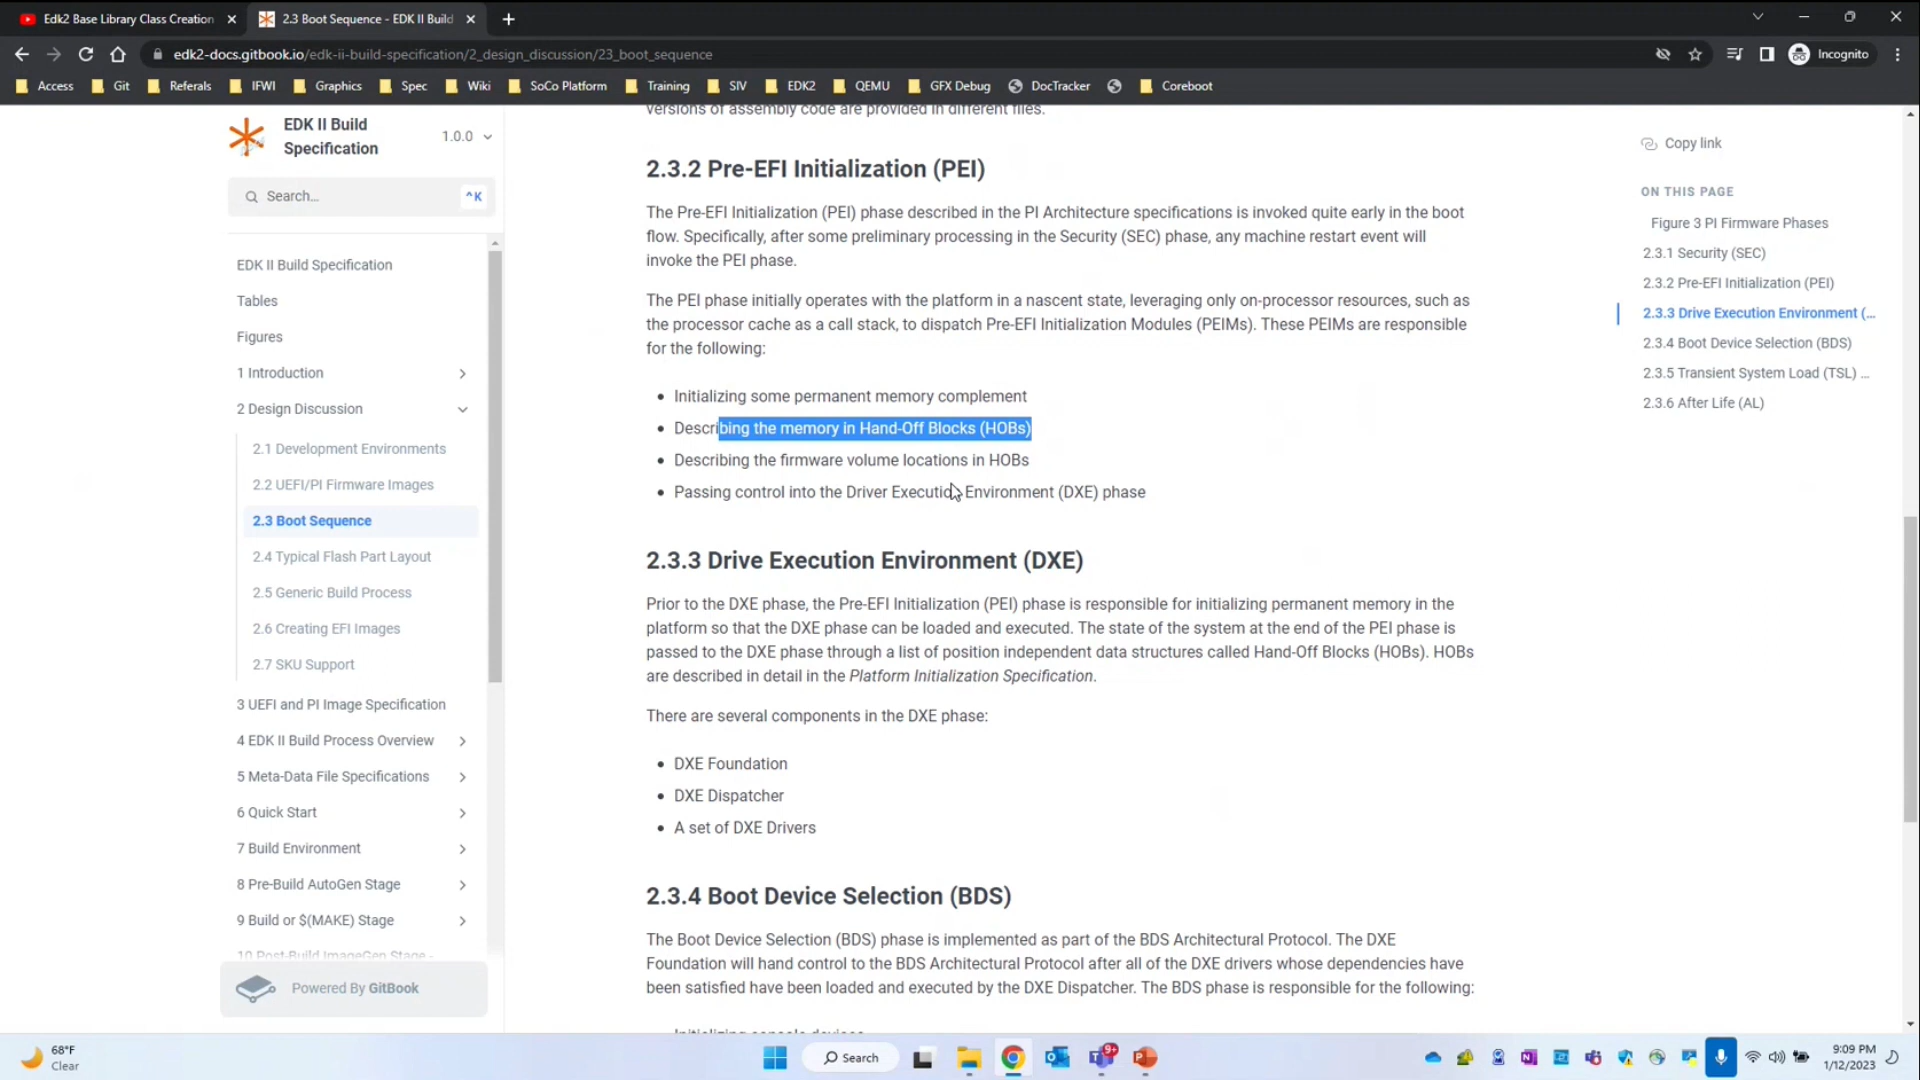 Edk2 Base Library Class Creation
2.3 Boot Sequence - EDK II Build
edk2-docs.gitbook.io/edk-ii-build-specification/2_design_discussion/23_boot_sequence
Incognito
Access Git Referrals IFWI Graphics Spec Wiki SoCo Platform Training SIV EDK2 QEMU GFX Debug DocTracker Coreboot
EDK II Build
Specification
1.0.0
Search...
^K
EDK II Build Specification
Tables
Figures
1 Introduction
2 Design Discussion
2.1 Development Environments
2.2 UEFI/PI Firmware Images
2.3 Boot Sequence
2.4 Typical Flash Part Layout
2.5 Generic Build Process
2.6 Creating EFI Images
2.7 SKU Support
3 UEFI and PI Image Specification
4 EDK II Build Process Overview
5 Meta-Data File Specifications
6 Quick Start
7 Build Environment
8 Pre-Build AutoGen Stage
9 Build or $(MAKE) Stage
10 Post-Build ImageGen Stage -
Powered By GitBook
versions of assembly code are provided in different files.
2.3.2 Pre-EFI Initialization (PEI)
The Pre-EFI Initialization (PEI) phase described in the PI Architecture specifications is invoked quite early in the boot
flow. Specifically, after some preliminary processing in the Security (SEC) phase, any machine restart event will
invoke the PEI phase.
The PEI phase initially operates with the platform in a nascent state, leveraging only on-processor resources, such as
the processor cache as a call stack, to dispatch Pre-EFI Initialization Modules (PEIMs). These PEIMs are responsible
for the following:
• Initializing some permanent memory complement
• Describing the memory in Hand-Off Blocks (HOBs)
• Describing the firmware volume locations in HOBs
• Passing control into the Driver Execution Environment (DXE) phase
2.3.3 Drive Execution Environment (DXE)
Prior to the DXE phase, the Pre-EFI Initialization (PEI) phase is responsible for initializing permanent memory in the
platform so that the DXE phase can be loaded and executed. The state of the system at the end of the PEI phase is
passed to the DXE phase through a list of position independent data structures called Hand-Off Blocks (HOBs). HOBs
are described in detail in the Platform Initialization Specification.
There are several components in the DXE phase:
• DXE Foundation
• DXE Dispatcher
• A set of DXE Drivers
2.3.4 Boot Device Selection (BDS)
The Boot Device Selection (BDS) phase is implemented as part of the BDS Architectural Protocol. The DXE
Foundation will hand control to the BDS Architectural Protocol after all of the DXE drivers whose dependencies have
been satisfied have been loaded and executed by the DXE Dispatcher. The BDS phase is responsible for the following:
Initializing console devices
Copy link
ON THIS PAGE
Figure 3 PI Firmware Phases
2.3.1 Security (SEC)
2.3.2 Pre-EFI Initialization (PEI)
2.3.3 Drive Execution Environment (...
2.3.4 Boot Device Selection (BDS)
2.3.5 Transient System Load (TSL) ...
2.3.6 After Life (AL)
68°F
Clear
Search
9+
9:09 PM
1/12/2023